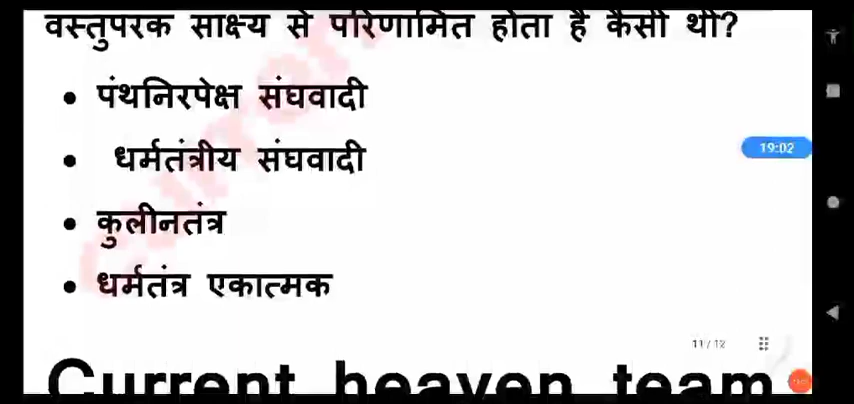 वस्तुपरक साक्ष्य से परिणामित होता है कैसी थी?
• पंथनिरपेक्ष संघवादी
• धर्मतंत्रीय संघवादी
19:02
• कुलीनतंत्र
• धर्मतंत्र एकात्मक
11/12
Current heaven team